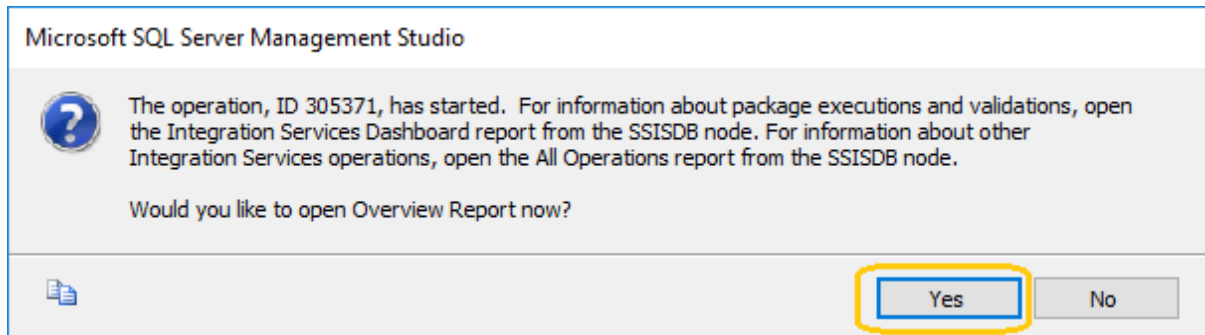 Microsoft SQL Server Management Studio
The operation, ID 305371, has started.  For information about package executions and validations, open
the Integration Services Dashboard report from the SSISDB node. For information about other
Integration Services operations, open the All Operations report from the SSISDB node.
Would you like to open Overview Report now?
Yes
No